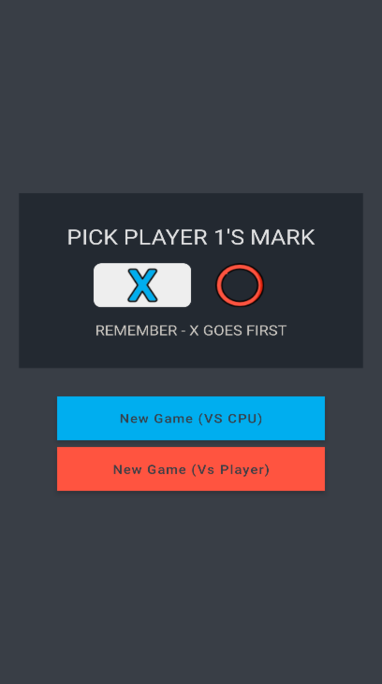 PICK PLAYER 1'S MARK
X O
REMEMBER - X GOES FIRST
New Game (VS CPU)
New Game (Vs Player)